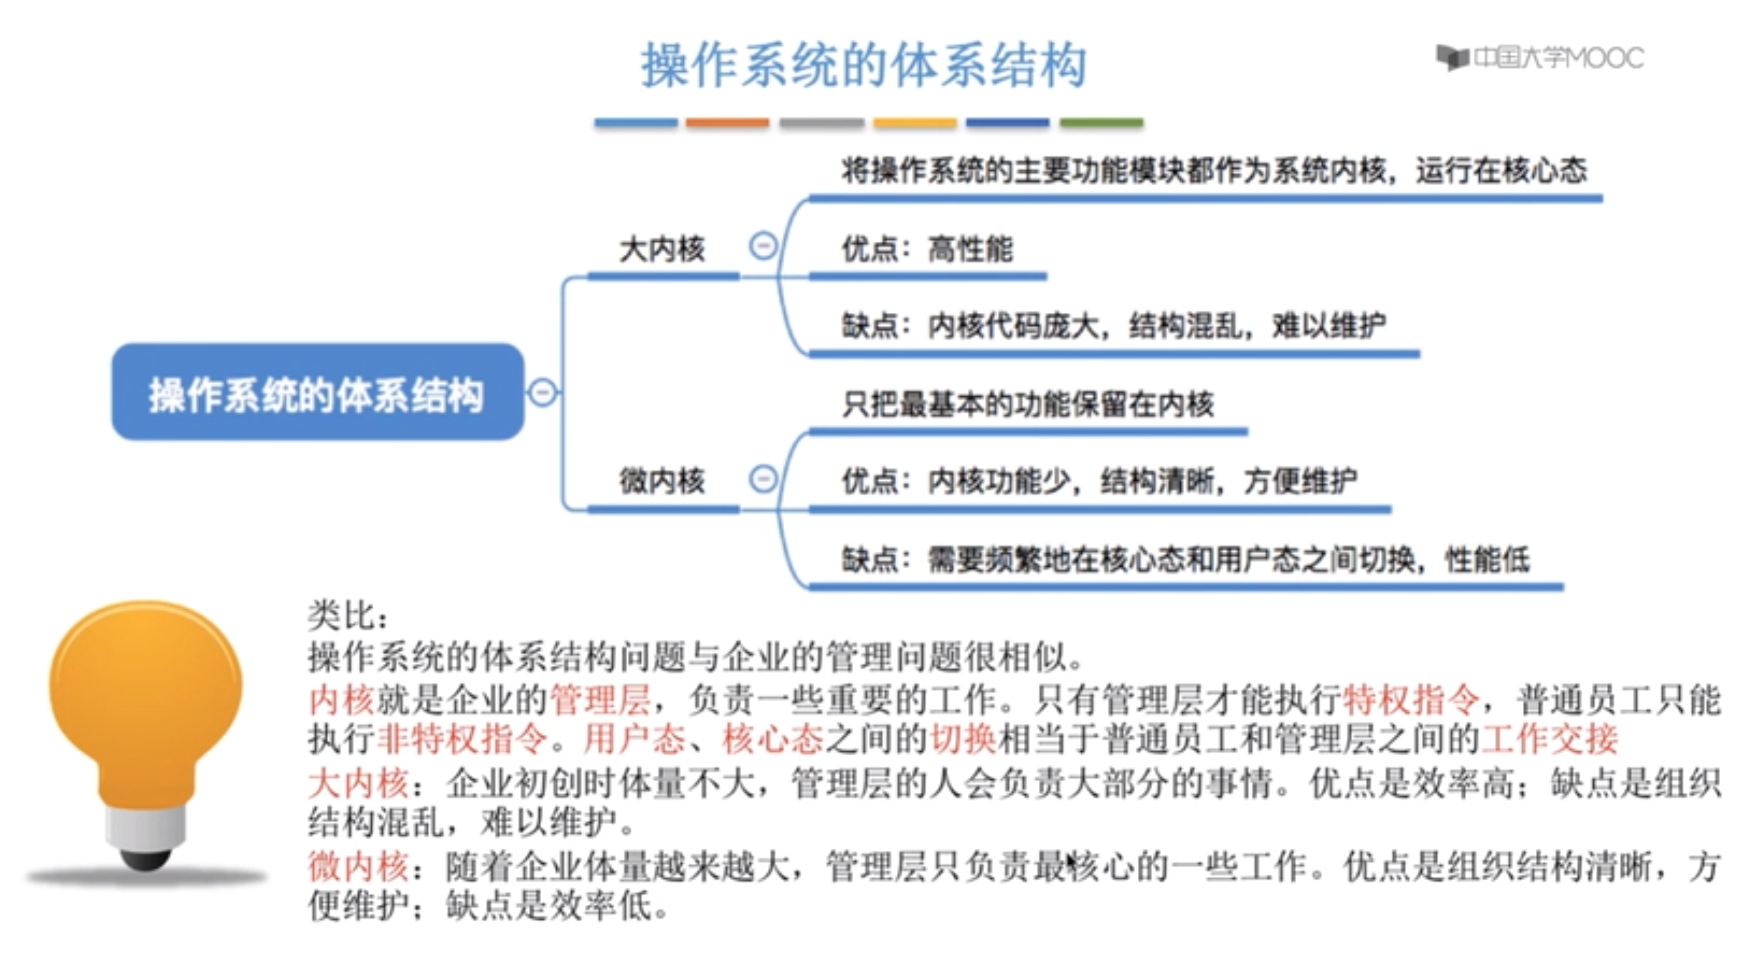 操作系统的体系结构
中国大学MOOC
将操作系统的主要功能模块都作为系统内核，运行在核心态
大内核
优点：高性能
缺点：内核代码庞大，结构混乱，难以维护
操作系统的体系结构
只把最基本的功能保留在内核
微内核
优点：内核功能少，结构清晰，方便维护
缺点：需要频繁地在核心态和用户态之间切换，性能低
类比：
操作系统的体系结构问题与企业的管理问题很相似。
内核就是企业的管理层，负责一些重要的工作。只有管理层才能执行特权指令，普通员工只能
执行非特权指令。用户态、核心态之间的切换相当于普通员工和管理层之间的工作交接
大内核：企业初创时体量不大，管理层的人会负责大部分的事情。优点是效率高；缺点是组织
结构混乱，难以维护。
微内核：随着企业体量越来越大，管理层只负责最核心的一些工作。优点是组织结构清晰，方
便维护；缺点是效率低。